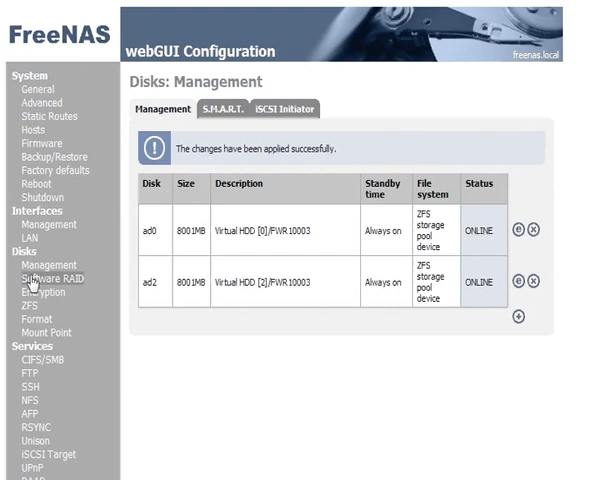 FreeNAS
webGUI Configuration
freenas.local
System
General
Advanced
Static Routes
Hosts
Firmware
Backup/Restore
Factory defaults
Reboot
Shutdown
Interfaces
Management
LAN
Disks
Management
Software RAID
Encryption
ZFS
Format
Mount Point
Services
CIFS/SMB
FTP
SSH
NFS
AFP
RSYNC
Unison
iSCSI Target
UPnP
Disks: Management
Management S.M.A.R.T. iSCSI Initiator
The changes have been applied successfully.
Disk Size Description Standby time File system Status
ad0 8001MB Virtual HDD [0]/FWR10003 Always on ZFS storage pool device ONLINE
ad2 8001MB Virtual HDD [2]/FWR10003 Always on ZFS storage pool device ONLINE